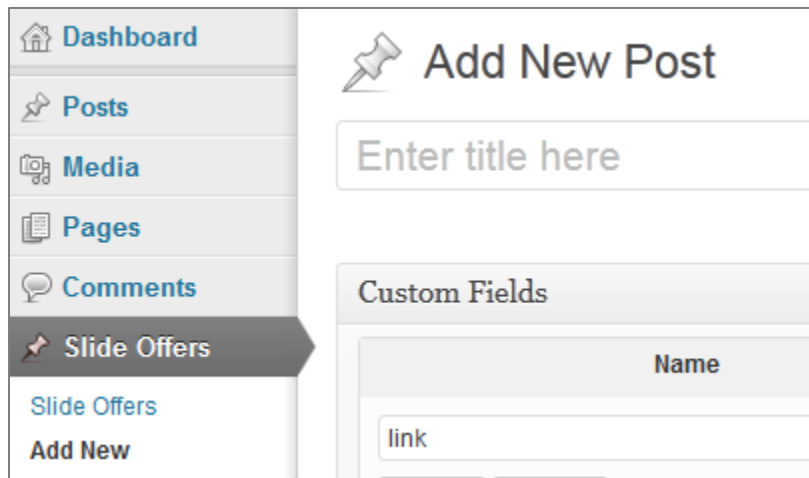 Dashboard
Posts
Media
Pages
Comments
Slide Offers
Slide Offers
Add New
Add New Post
Enter title here
Custom Fields
Name
link